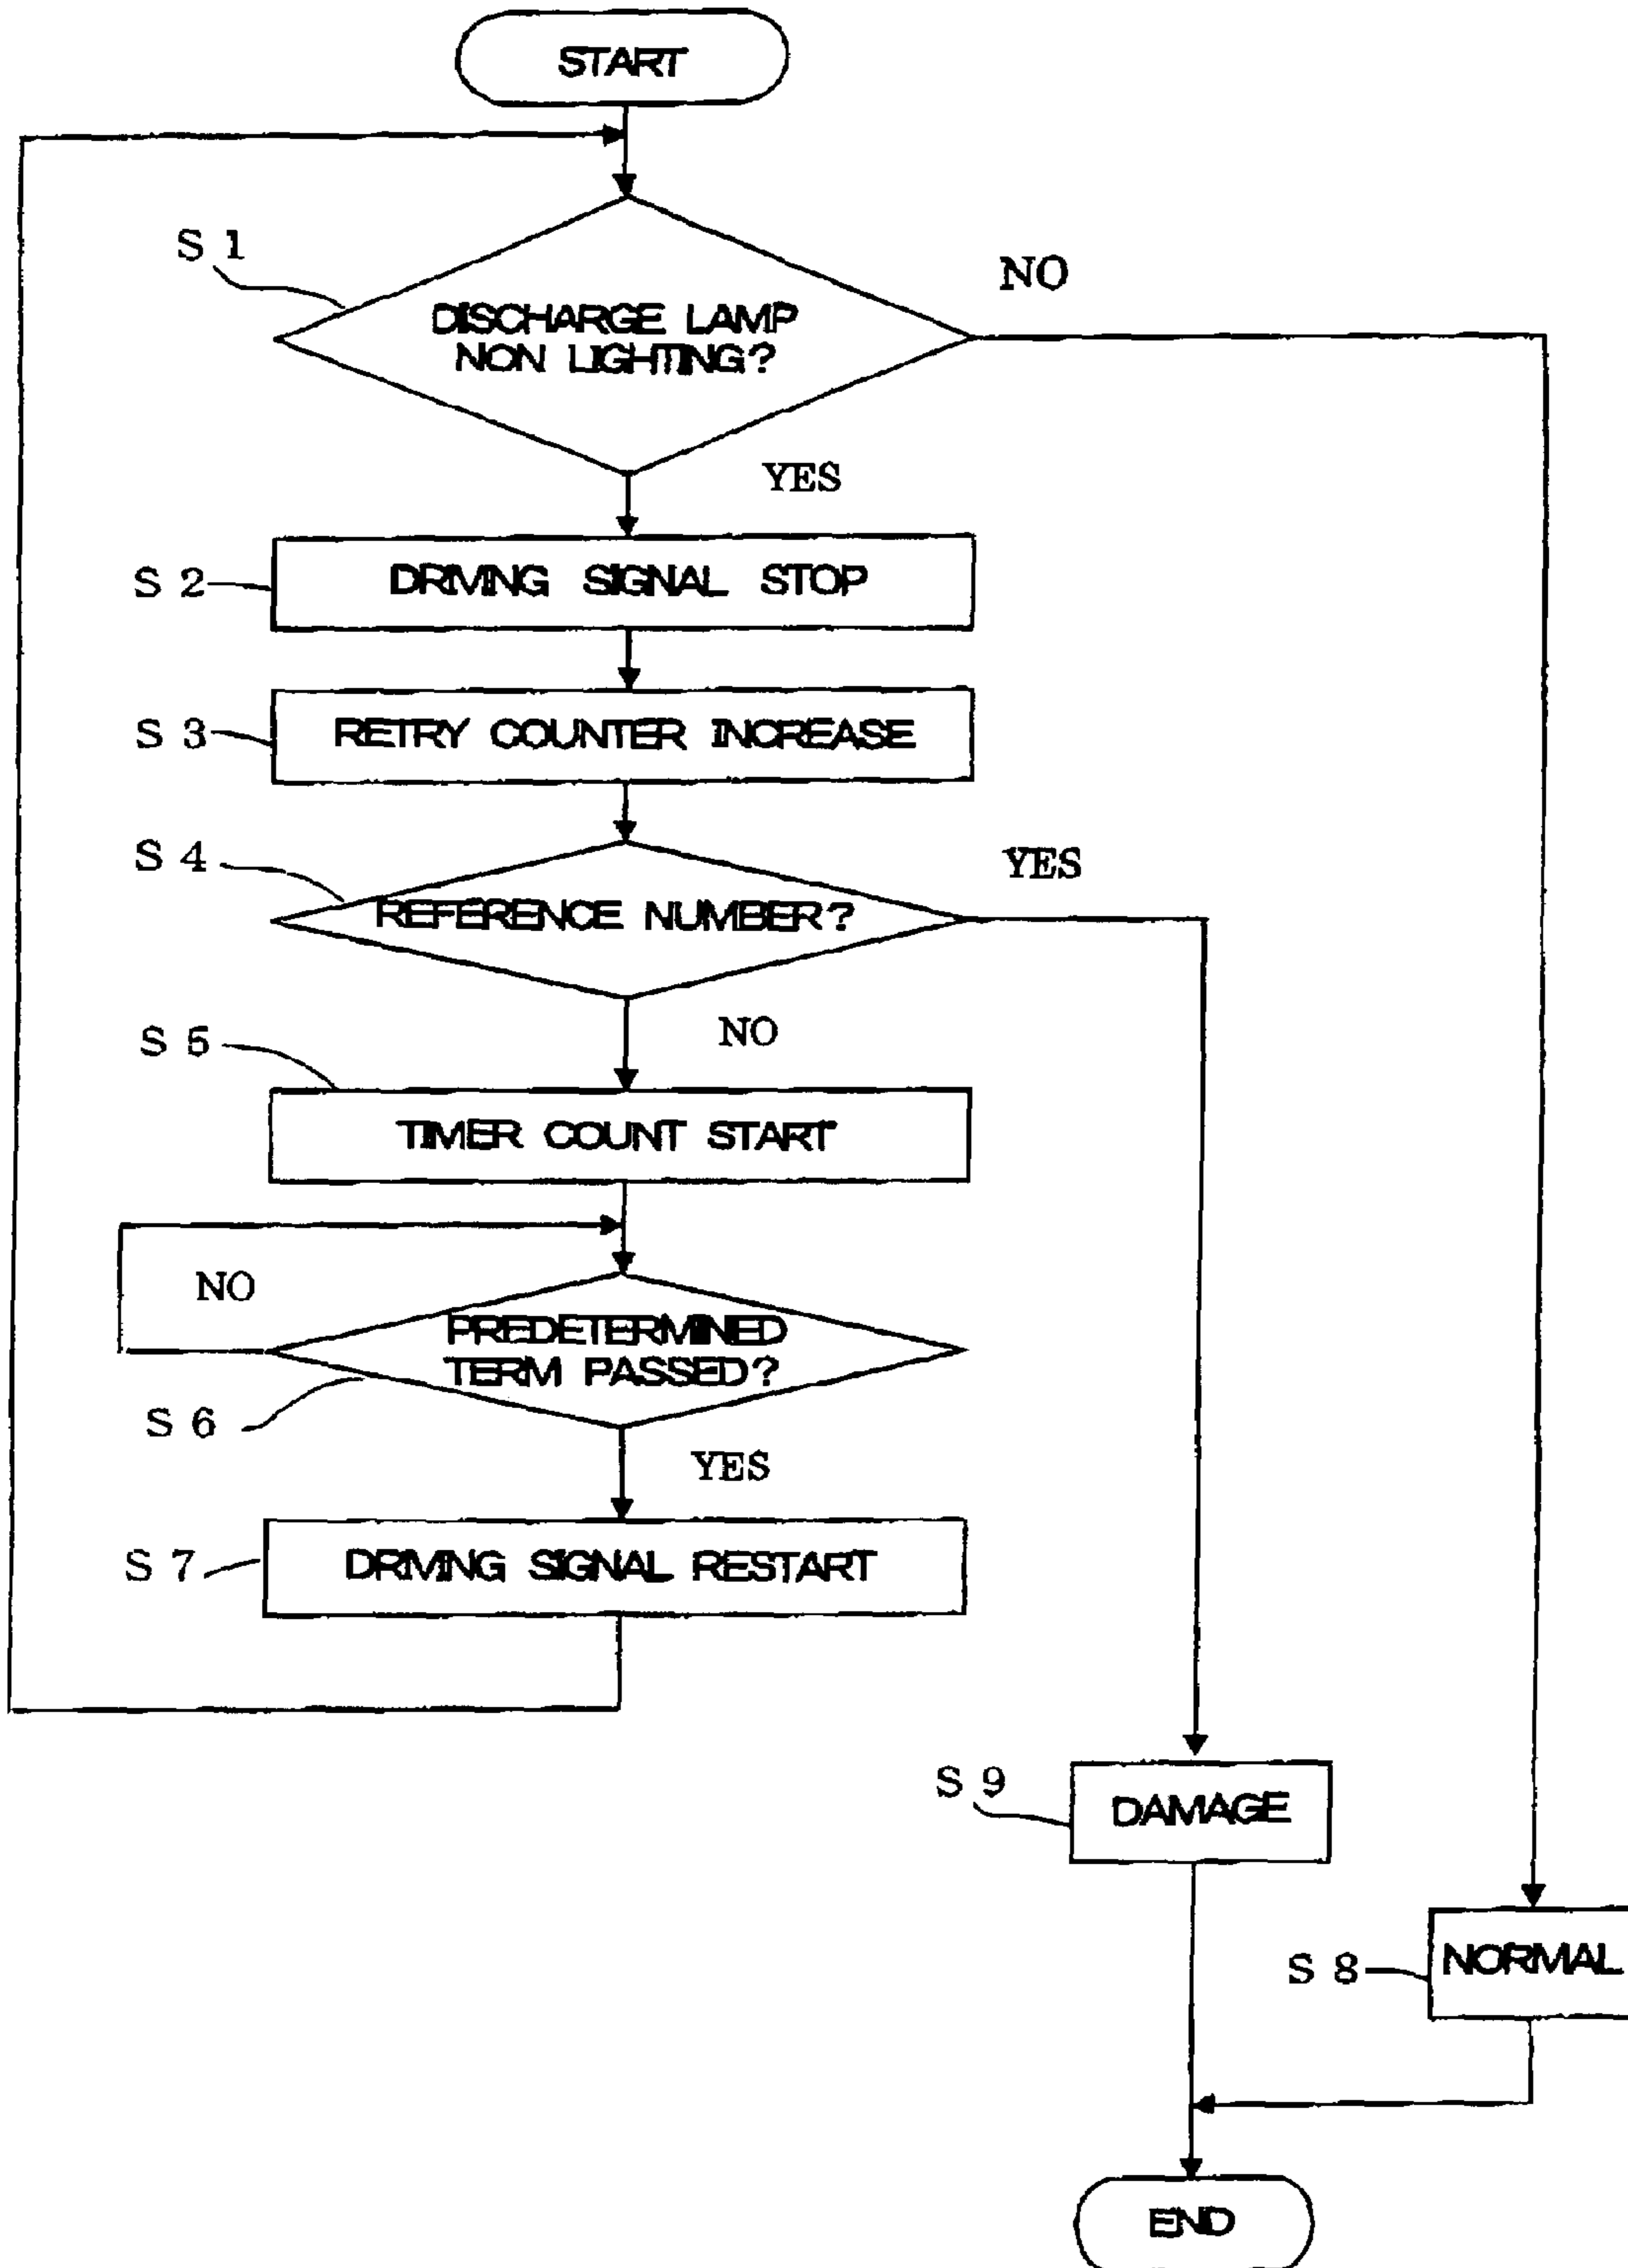 START
S 1
NO
DISCHARGE LAMP
NON LIGHTING?
YES
S 2
DRIVING SIGNAL STOP
S 3
RETRY COUNTER INCREASE
S 4
YES
REFERENCE NUMBER?
NO
S 5
TIMER COUNT START
NO
PREDETERMINED
TERM PASSED?
S 6
YES
S 7
DRIVING SIGNAL RESTART
S 9
DAMAGE
S 8
NORMAL
END